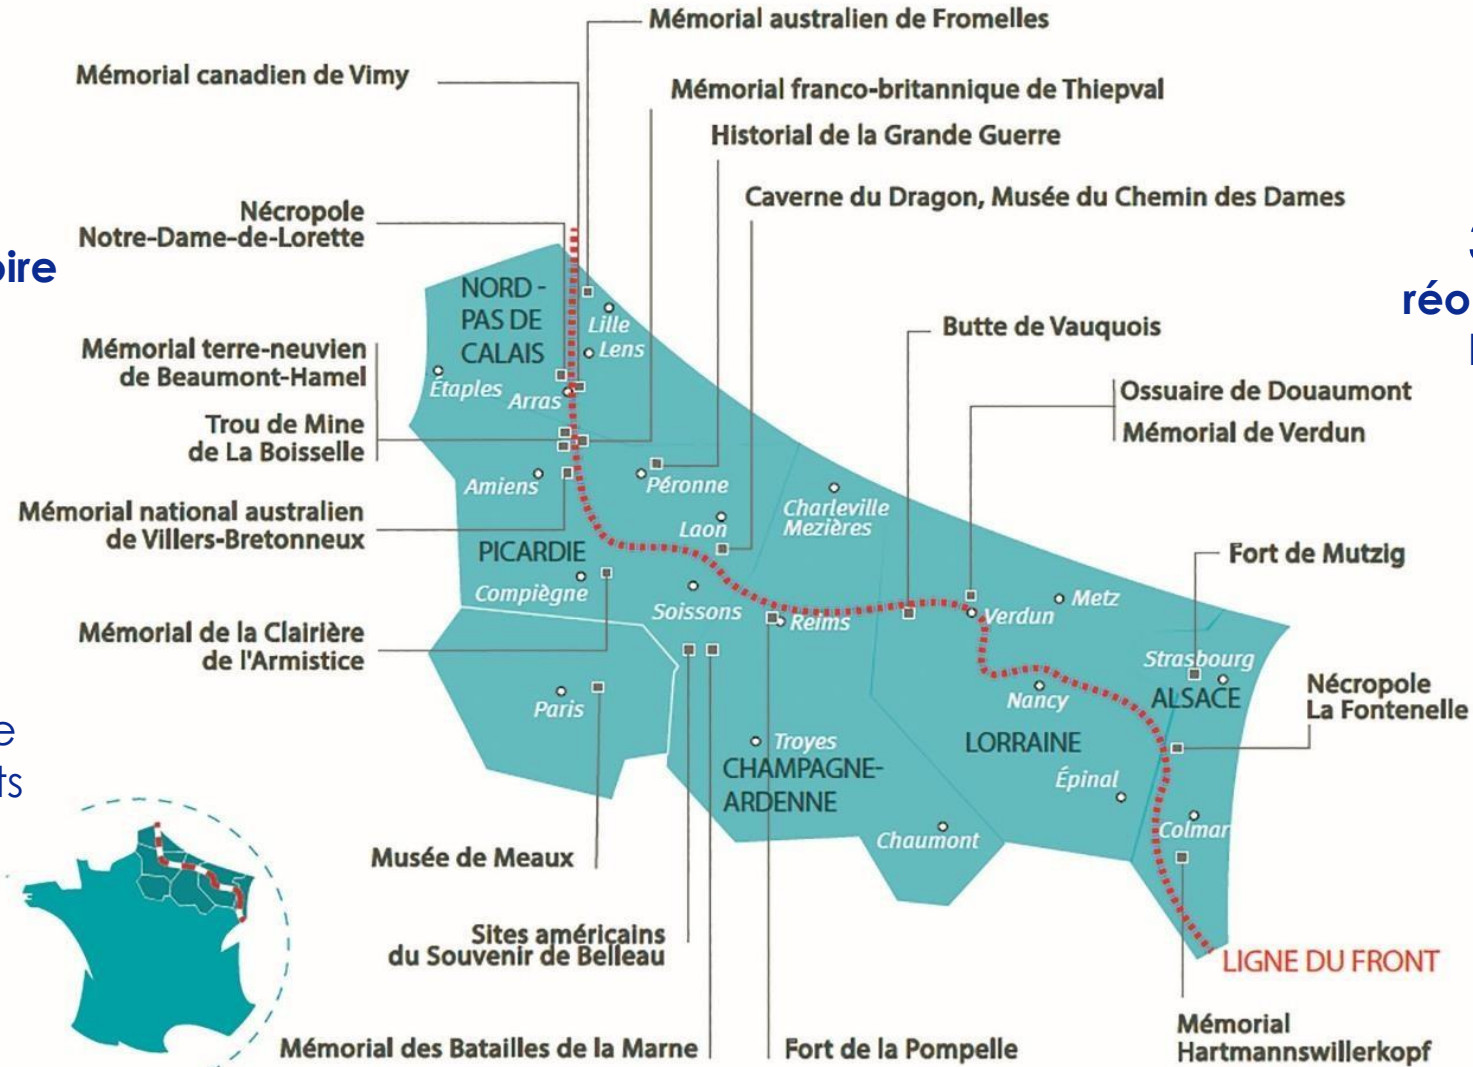 Mémorial australien de Fromelles
Mémorial canadien de Vimy
Mémorial franco-britannique de Thiepval
Historial de la Grande Guerre
Caverne du Dragon, Musée du Chemin des Dames
Nécropole
Notre-Dame-de-Lorette
NORD -
PAS DE
CALAIS
Lille
Lens
Étaples
Arras
Mémorial terre-neuvien
de Beaumont-Hamel
Trou de Mine
de La Boisselle
Butte de Vauquois
Ossuaire de Douaumont
Mémorial de Verdun
Amiens
Péronne
Charleville
Mezières
Laon
Mémorial national australien
de Villers-Bretonneux
PICARDIE
Compiègne
Soissons
Reims
Verdun
Metz
Fort de Mutzig
Mémorial de la Clairière
de l'Armistice
Strasbourg
ALSACE
Nécropole
La Fontenelle
Paris
Nancy
Troyes
CHAMPAGNE-
ARDENNE
LORRAINE
Épinal
Chaumont
Colmar
Musée de Meaux
Sites américains
du Souvenir de Belleau
LIGNE DU FRONT
Mémorial des Batailles de la Marne
Fort de la Pompelle
Mémorial
Hartmannswillerkopf